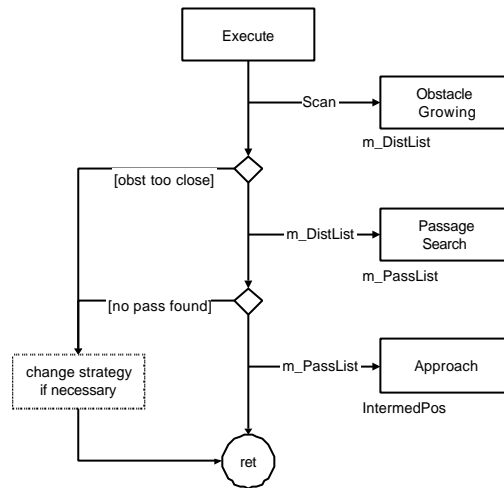 Execute
Scan
Obstacle
Growing
m_DistList
[obst too close]
m_DistList
Passage
Search
m_PassList
[no pass found]
m_PassList
Approach
change strategy
if necessary
IntermedPos
ret